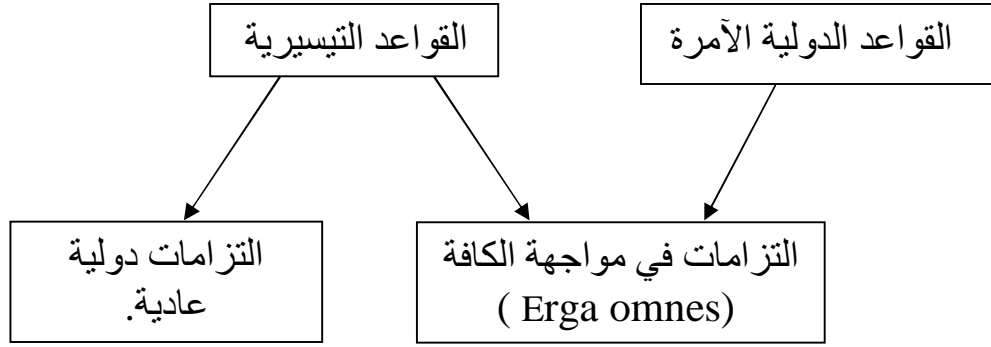 القواعد الدولية الآمرة
القواعد التيسيرية
التزامات في مواجهة الكافة
( Erga omnes)
التزامات دولية
عادية.